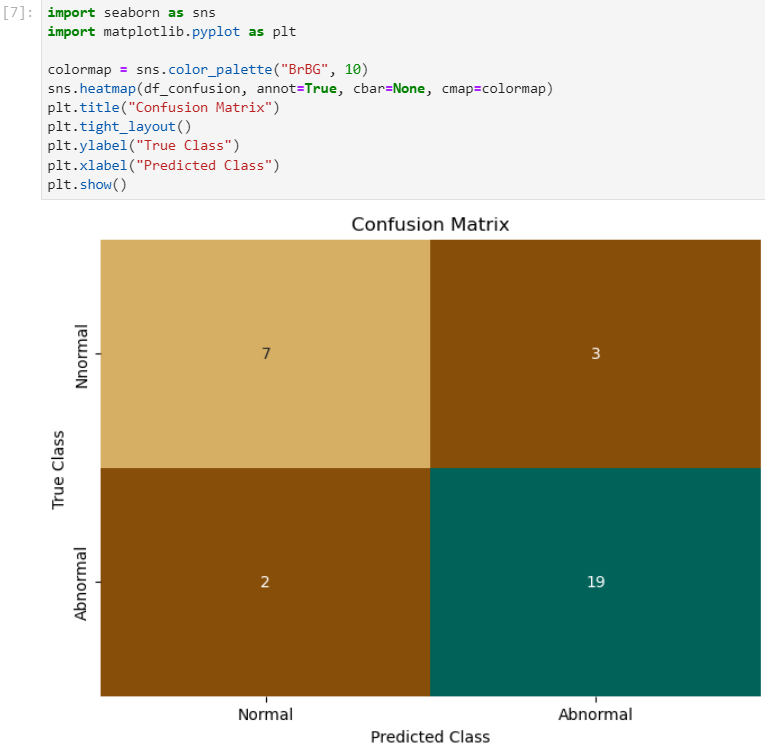 [7]:
import seaborn as sns
import matplotlib.pyplot as plt
colormap = sns.color_palette("BrBG", 10)
sns.heatmap(df_confusion, annot=True, cbar=None, cmap=colormap)
plt.title("Confusion Matrix")
plt.tight_layout()
plt.ylabel("True Class")
plt.xlabel("Predicted Class")
plt.show()
Confusion Matrix
True Class
Nnormal
7
3
Abnormal
2
19
Normal
Abnormal
Predicted Class